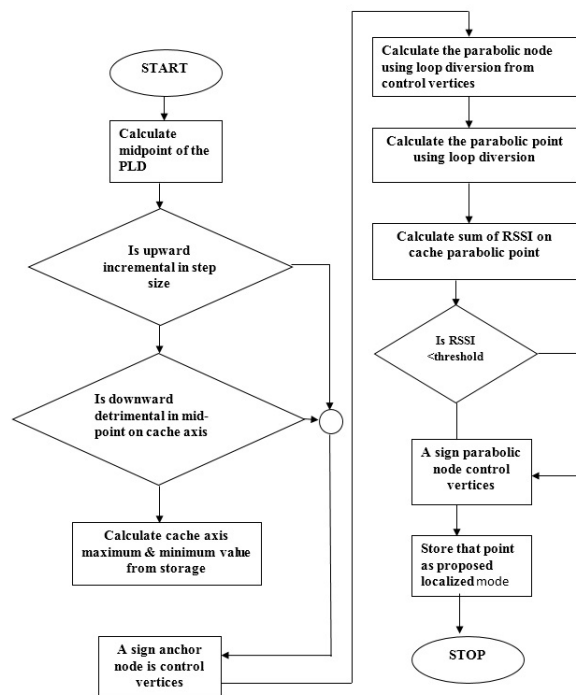 START
Calculate
midpoint of the
PLD
Is upward
incremental in step
size
Is downward
detrimental in mid-
point on cache axis
Calculate cache axis
maximum & minimum value
from storage
A sign anchor
node is control
vertices
Calculate the parabolic node
using loop diversion from
control vertices
Calculate the parabolic point
using loop diversion
Calculate sum of RSSI on
cache parabolic point
Is RSSI
<threshold
A sign parabolic
node control
vertices
Store that point
as proposed
localized mode
STOP